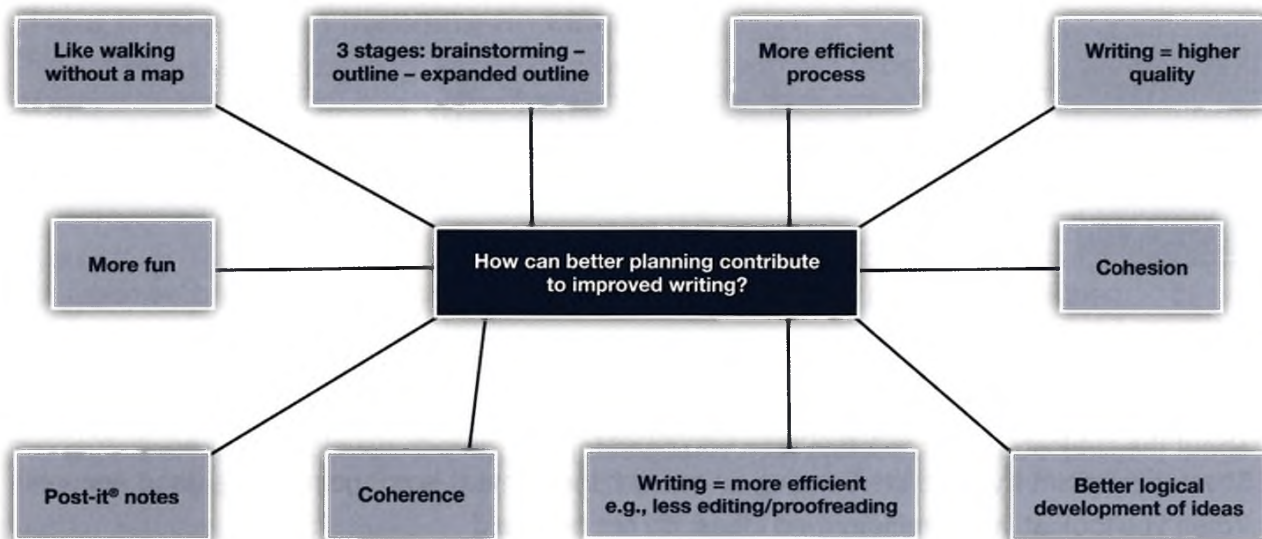 Like walking
without a map
3 stages: brainstorming –
outline – expanded outline
More efficient
process
Writing = higher
quality
More fun
How can better planning contribute
to improved writing?
Cohesion
Post-it® notes
Coherence
Writing = more efficient
e.g., less editing/proofreading
Better logical
development of ideas